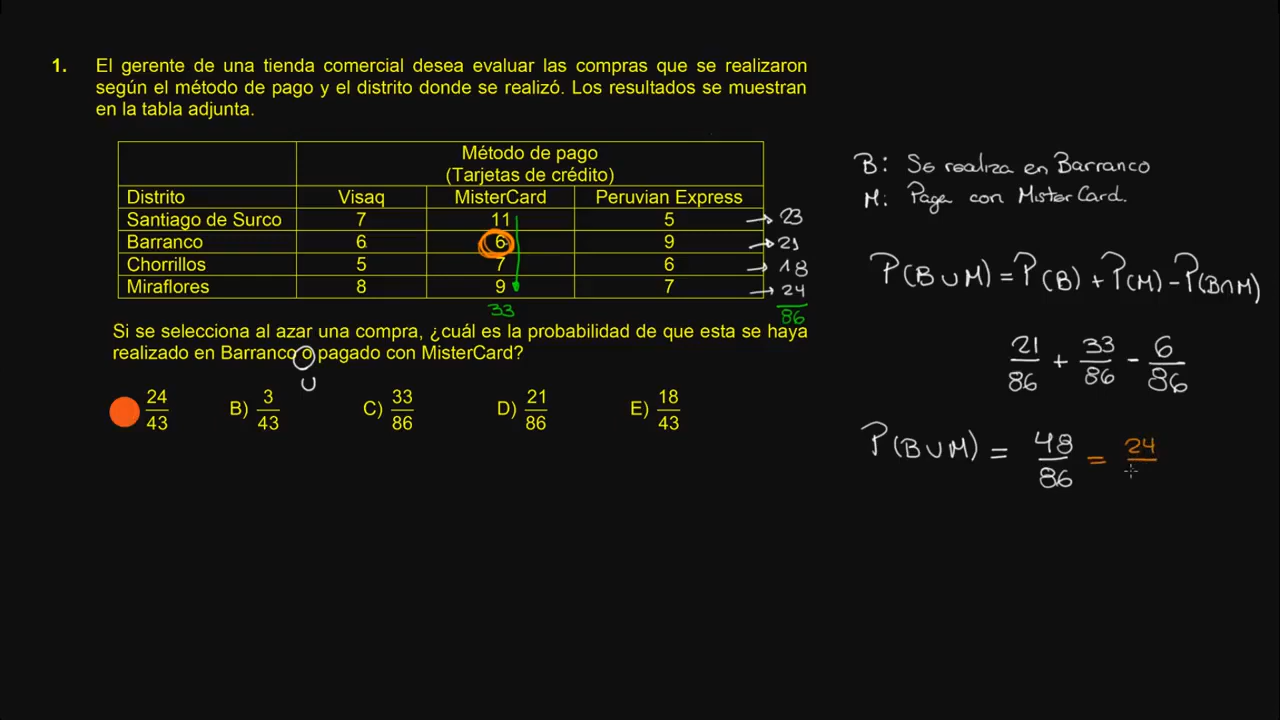 1. El gerente de una tienda comercial desea evaluar las compras que se realizaron
según el método de pago y el distrito donde se realizó. Los resultados se muestran
en la tabla adjunta.
Método de pago
(Tarjetas de crédito)
Distrito Visaq MisterCard Peruvian Express
Santiago de Surco 7 11 5 → 23
Barranco 6 6 9 → 21
Chorrillos 5 7 6 → 18
Miraflores 8 9 7 → 24
33 86
Si se selecciona al azar una compra, ¿cuál es la probabilidad de que esta se haya
realizado en Barranco o pagado con MisterCard?
U
24/43 B) 3/43 C) 33/86 D) 21/86 E) 18/43
B: Se realiza en Barranco
M: Paga con MisterCard.
P(B∪M) = P(B) + P(M) - P(B∩M)
21/86 + 33/86 - 6/86
P(B∪M) = 48/86 = 24